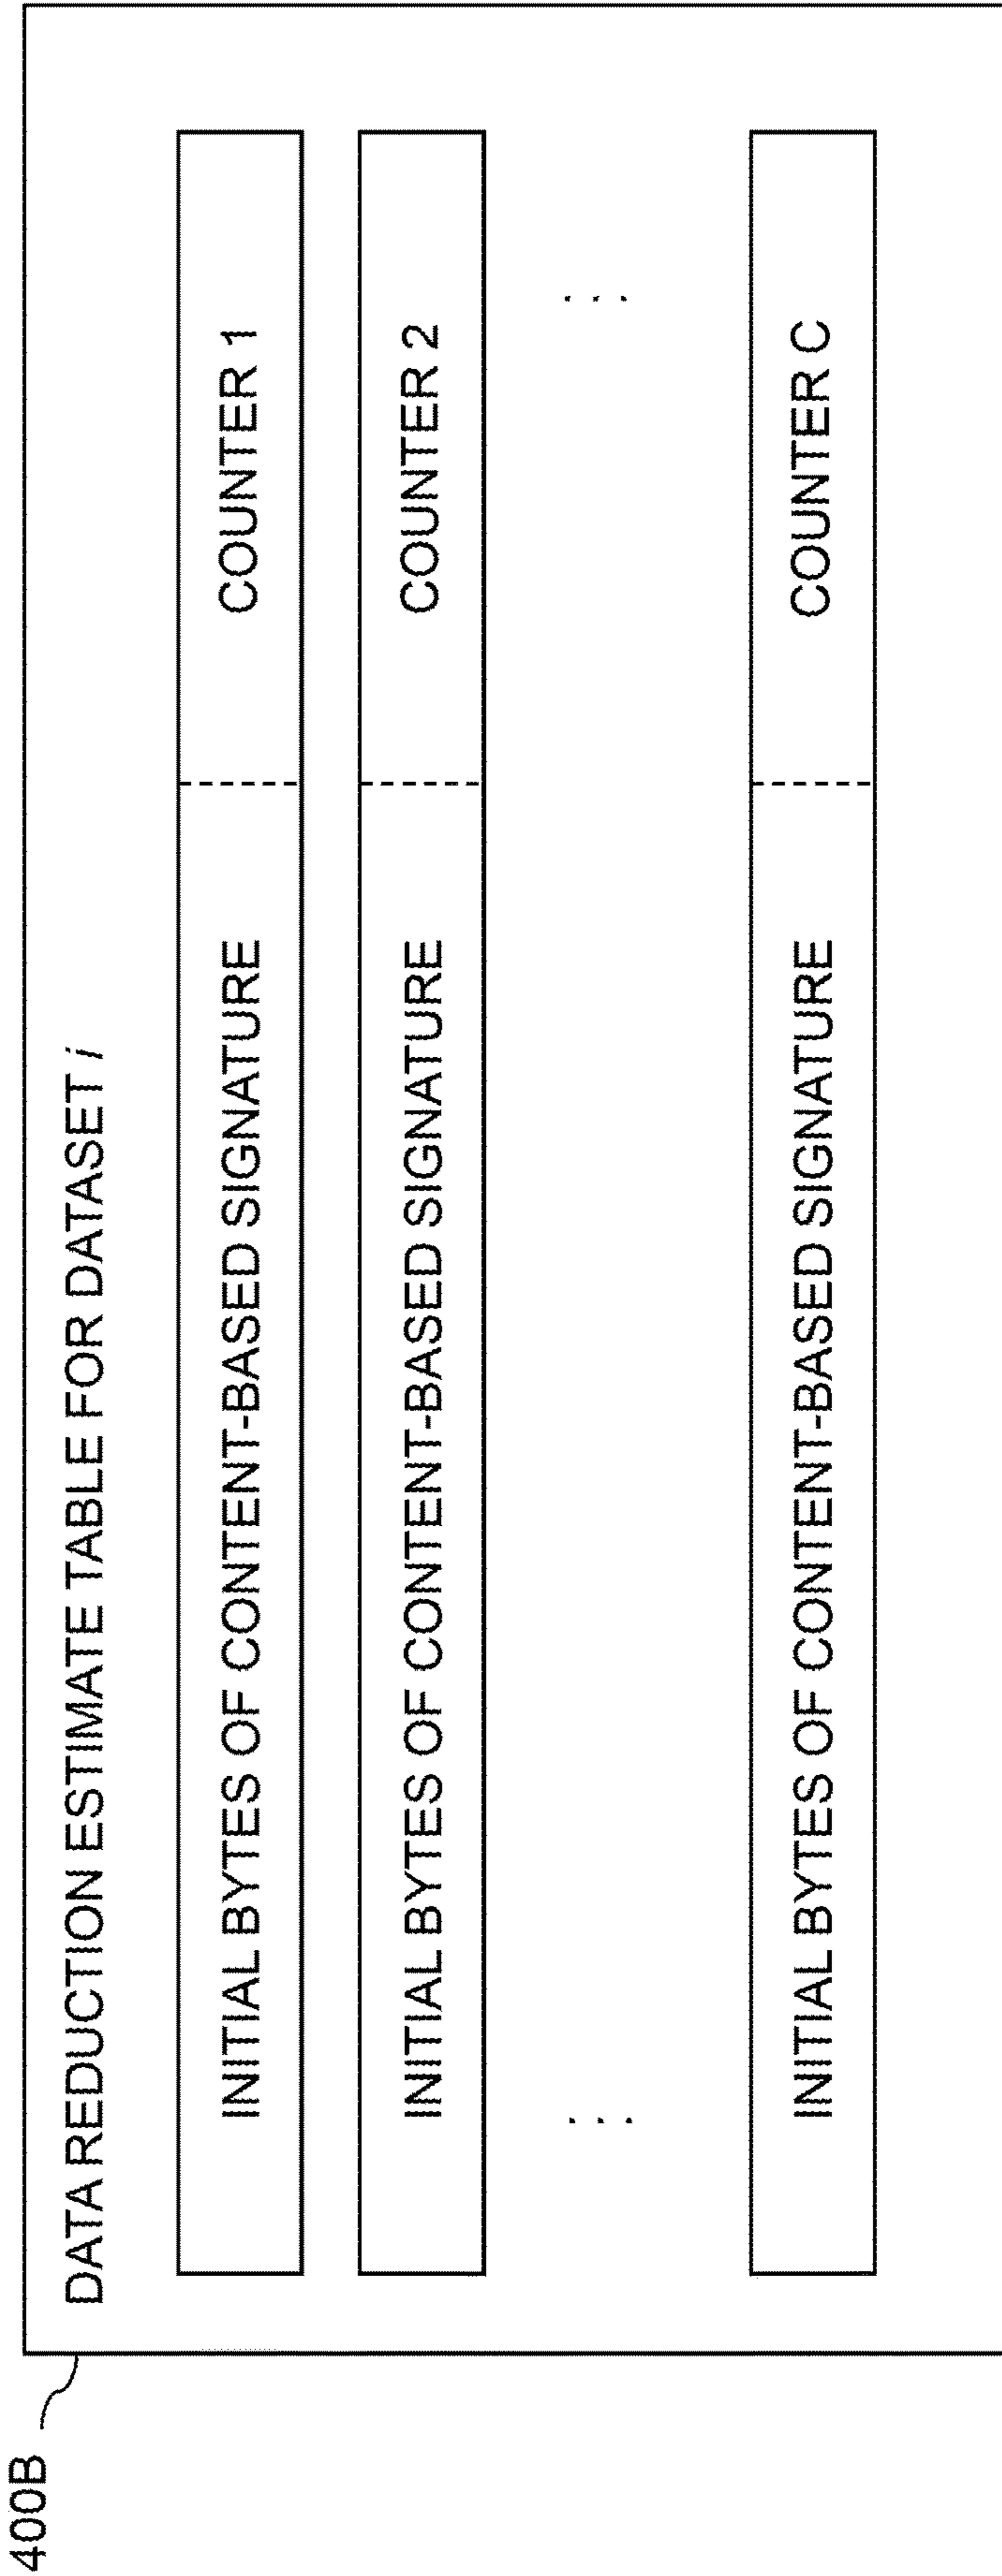 400B
DATA REDUCTION ESTIMATE TABLE FOR DATASET i
INITIAL BYTES OF CONTENT-BASED SIGNATURE COUNTER 1
INITIAL BYTES OF CONTENT-BASED SIGNATURE COUNTER 2
... ...
INITIAL BYTES OF CONTENT-BASED SIGNATURE COUNTER C